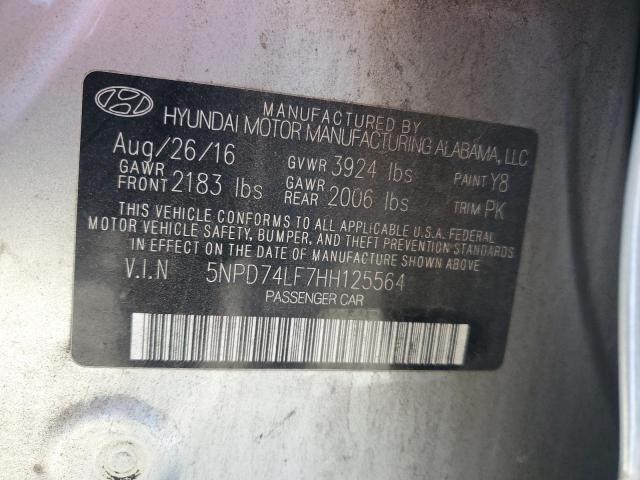 MANUFACTURED BY
HYUNDAI MOTOR MANUFACTURING ALABAMA, LLC
Aug/26/16 GVWR 3924 lbs PAINT Y8
GAWR FRONT 2183 lbs GAWR REAR 2006 lbs TRIM PK
THIS VEHICLE CONFORMS TO ALL APPLICABLE U.S.A. FEDERAL
MOTOR VEHICLE SAFETY, BUMPER, AND THEFT PREVENTION STANDARDS
IN EFFECT ON THE DATE OF MANUFACTURE SHOWN ABOVE.
V.I.N 5NPD74LF7HH125564
PASSENGER CAR